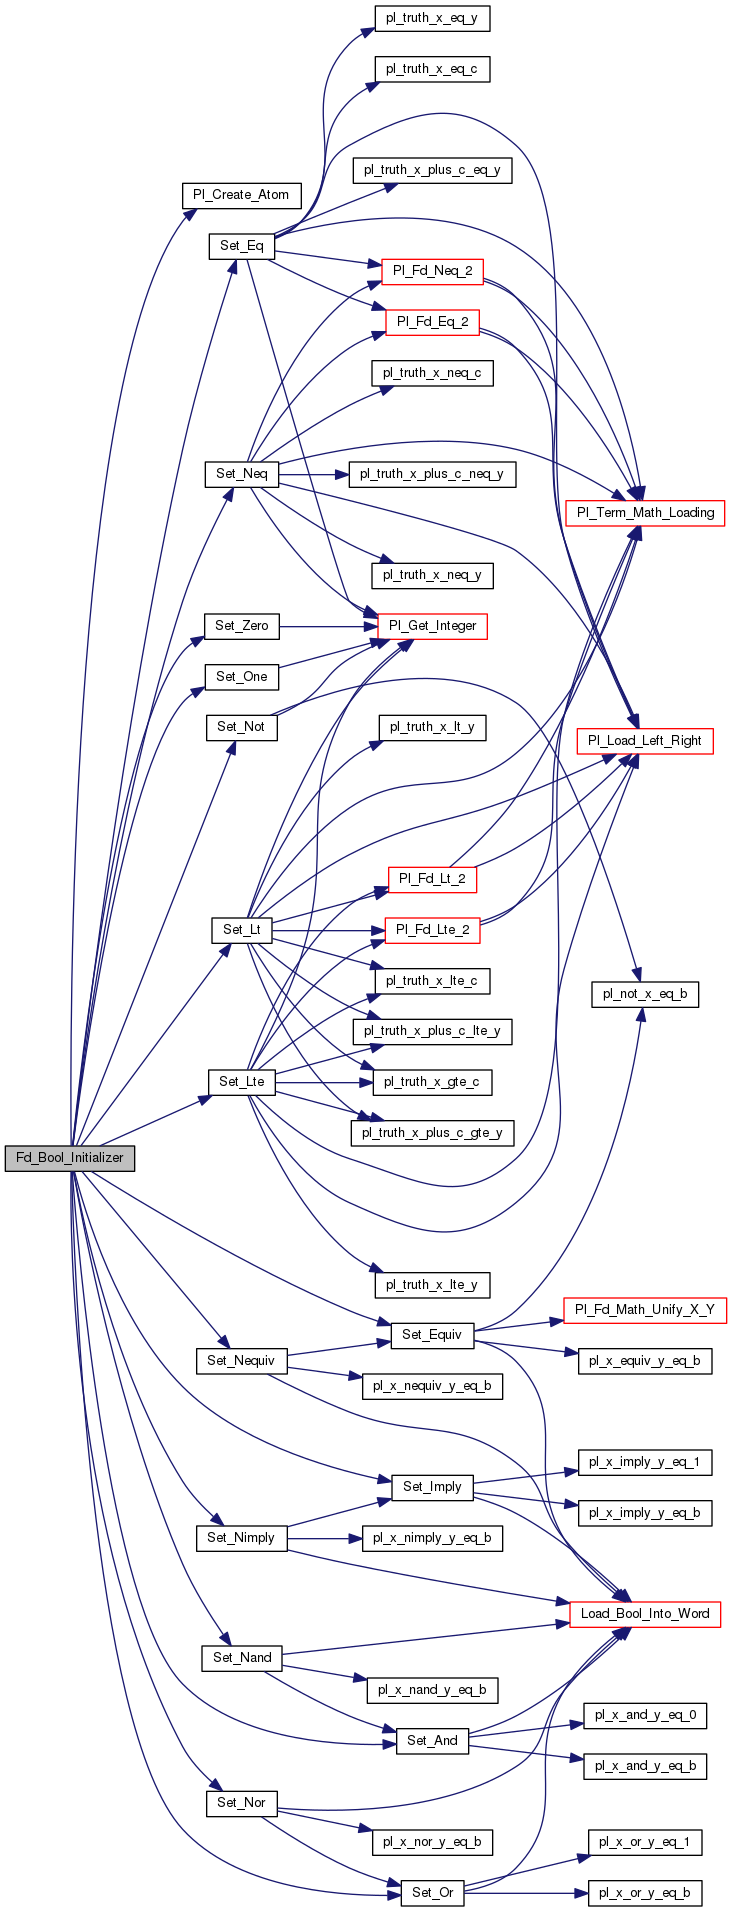 pl_truth_x_eq_y
pl_truth_x_eq_c
pl_truth_x_plus_c_eq_y
Pl_Create_Atom
Set_Eq
Pl_Fd_Neq_2
Pl_Fd_Eq_2
pl_truth_x_neq_c
Set_Neq
pl_truth_x_plus_c_neq_y
Pl_Term_Math_Loading
pl_truth_x_neq_y
Set_Zero
Pl_Get_Integer
Set_One
Set_Not
pl_truth_x_lt_y
Pl_Load_Left_Right
Pl_Fd_Lt_2
Set_Lt
Pl_Fd_Lte_2
pl_truth_x_lte_c
pl_not_x_eq_b
pl_truth_x_plus_c_lte_y
Set_Lte
pl_truth_x_gte_c
pl_truth_x_plus_c_gte_y
Fd_Bool_Initializer
pl_truth_x_lte_y
Pl_Fd_Math_Unify_X_Y
Set_Equiv
Set_Nequiv
pl_x_equiv_y_eq_b
pl_x_nequiv_y_eq_b
pl_x_imply_y_eq_1
Set_Imply
pl_x_imply_y_eq_b
Set_Nimply
pl_x_nimply_y_eq_b
Load_Bool_Into_Word
Set_Nand
pl_x_nand_y_eq_b
pl_x_and_y_eq_0
Set_And
pl_x_and_y_eq_b
Set_Nor
pl_x_nor_y_eq_b
pl_x_or_y_eq_1
Set_Or
pl_x_or_y_eq_b